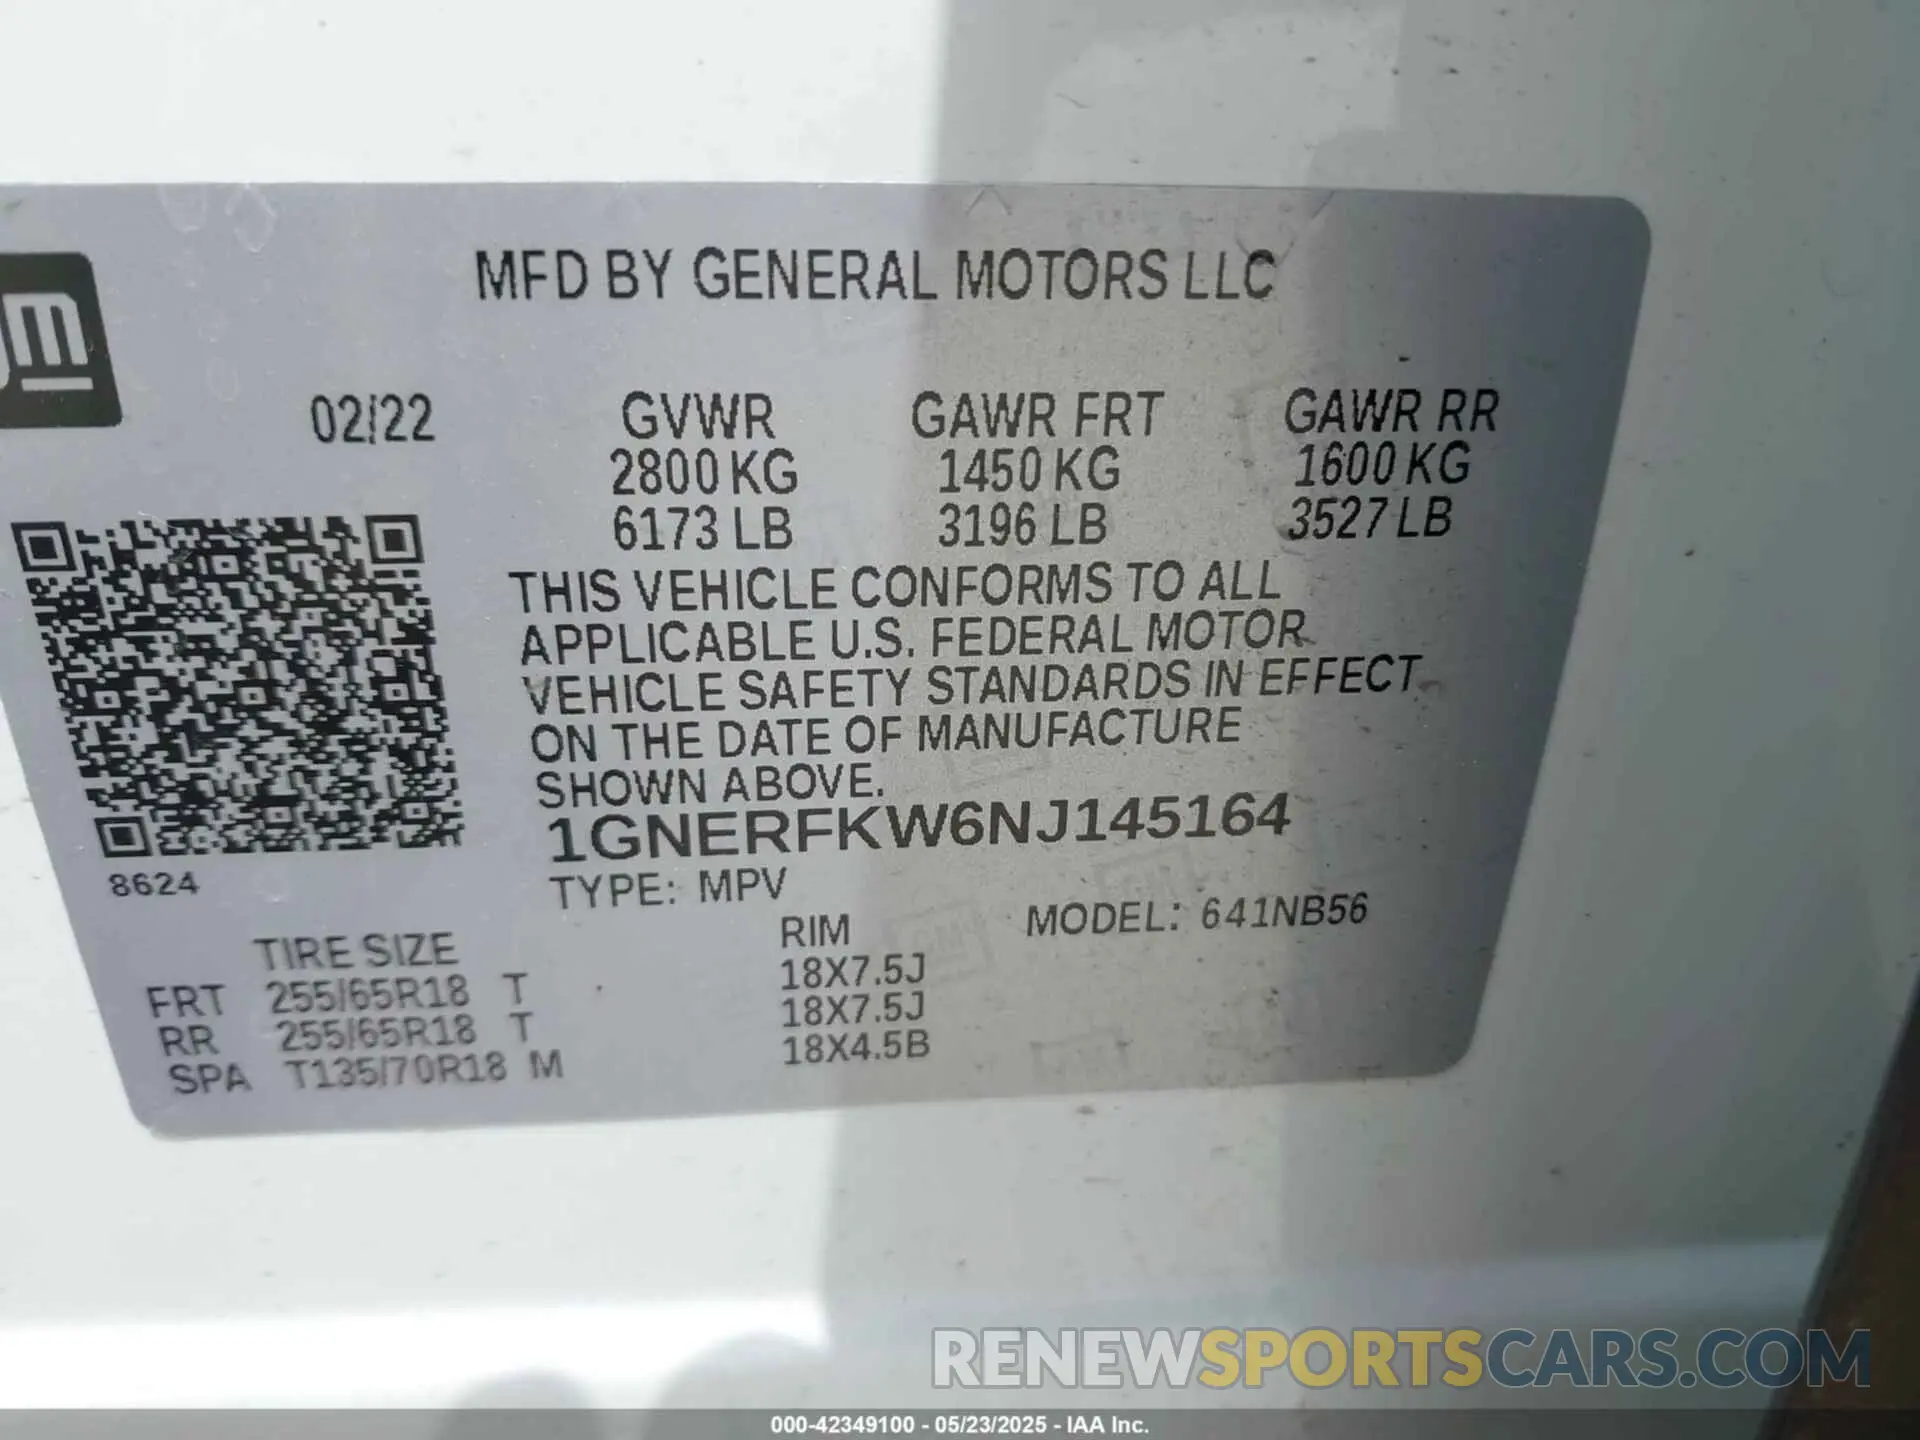 gm
MFD BY GENERAL MOTORS LLC
02/22 GVWR GAWR FRT GAWR RR
2800 KG 1450 KG 1600 KG
6173 LB 3196 LB 3527 LB
THIS VEHICLE CONFORMS TO ALL
APPLICABLE U.S. FEDERAL MOTOR
VEHICLE SAFETY STANDARDS IN EFFECT
ON THE DATE OF MANUFACTURE
SHOWN ABOVE.
1GNERFKW6NJ145164
8624
TYPE: MPV
MODEL: 641NB56
TIRE SIZE RIM
FRT 255/65R18 T 18X7.5J
RR 255/65R18 T 18X7.5J
SPA T135/70R18 M 18X4.5B
RENEWSPORTSCARS.COM
000-42349100 - 05/23/2025 - IAA Inc.